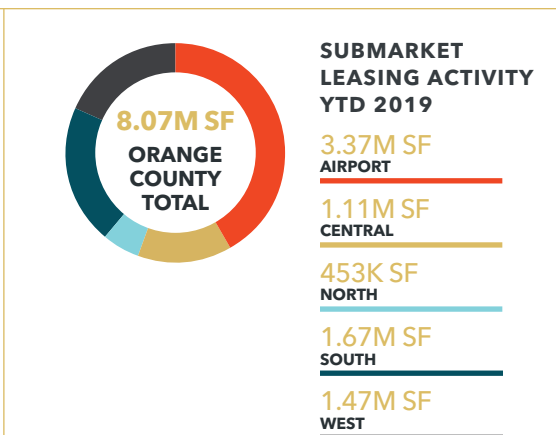 8.07M SF
ORANGE
COUNTY
TOTAL
SUBMARKET
LEASING ACTIVITY
YTD 2019
3.37M SF
AIRPORT
1.11M SF
CENTRAL
453K SF
NORTH
1.67M SF
SOUTH
1.47M SF
WEST